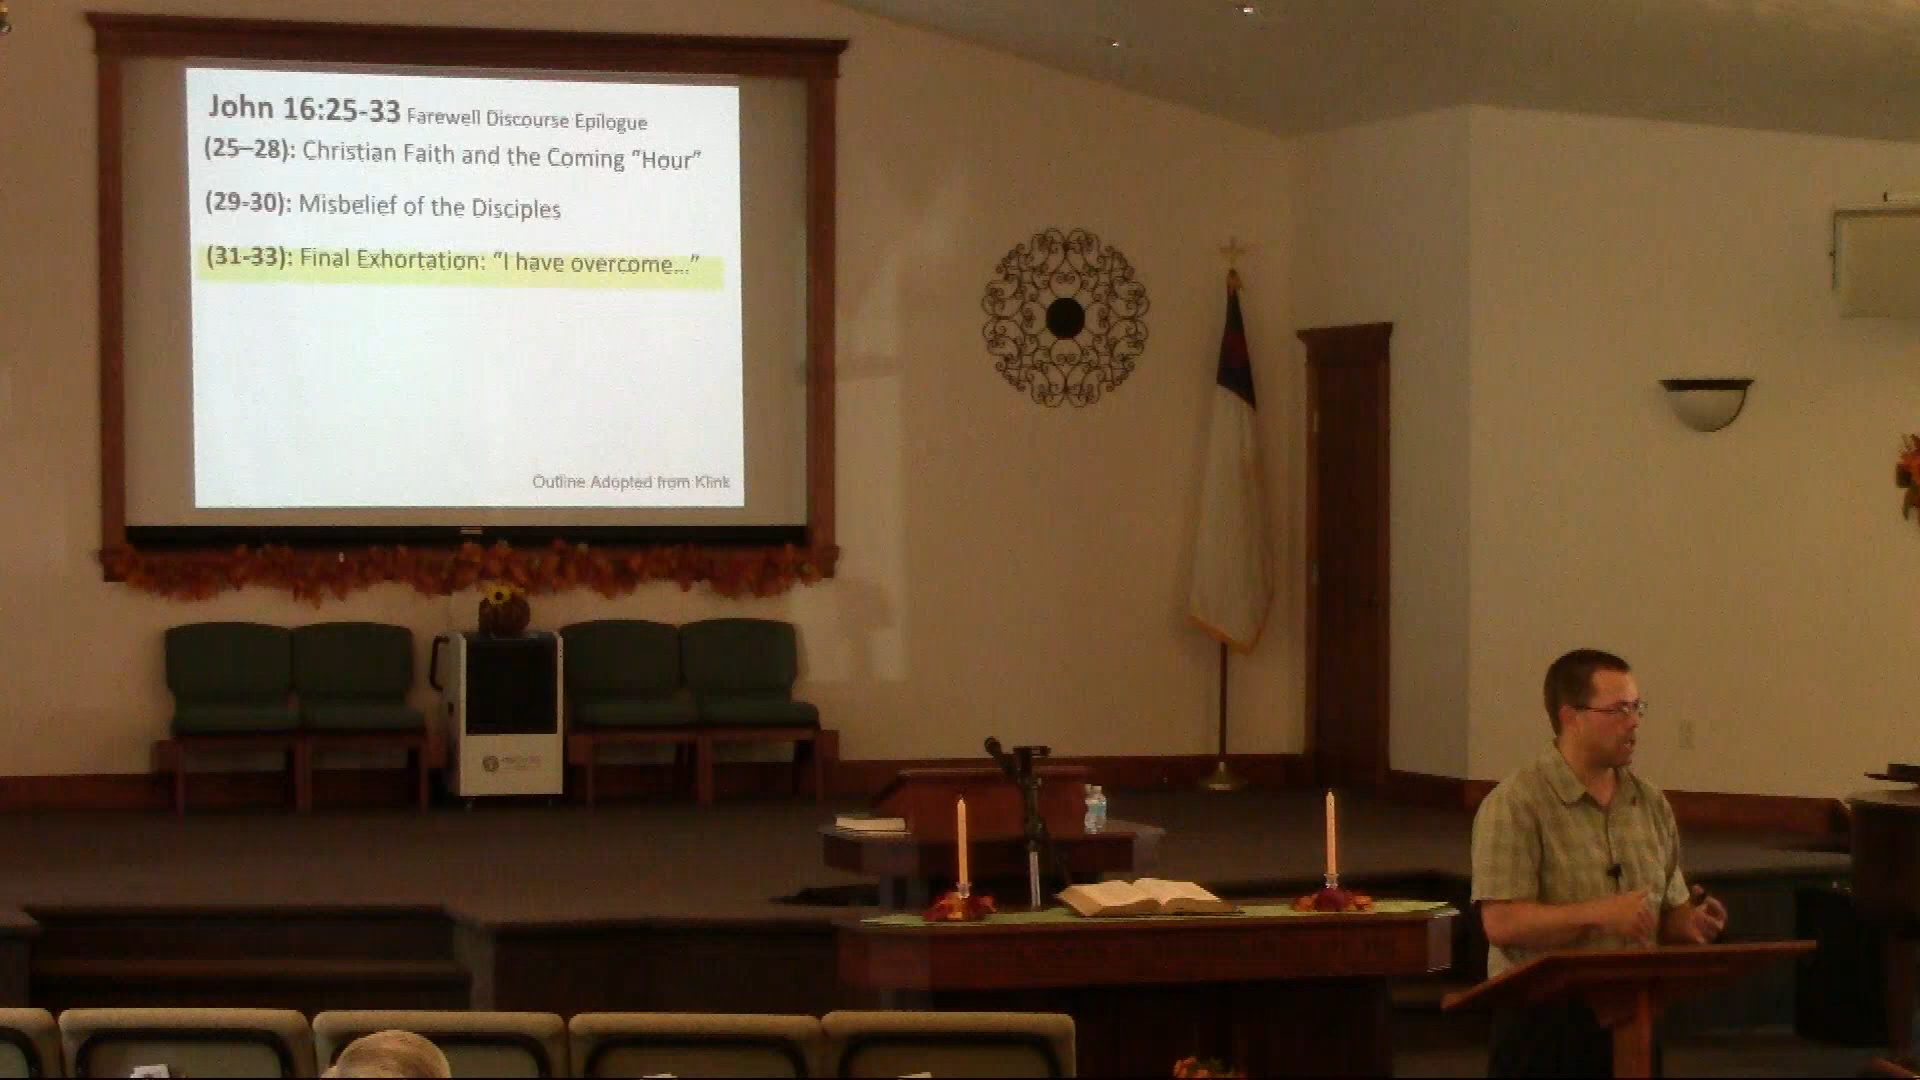 John 16:25-33 Farewell Discourse Epilogue
(25–28): Christian Faith and the Coming “Hour”
(29-30): Misbelief of the Disciples
(31-33): Final Exhortation: “I have overcome...”
Outline Adopted from Klink